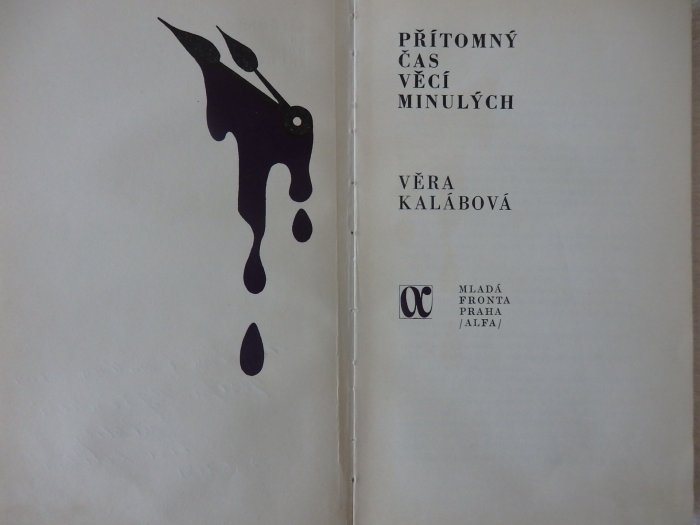 PŘÍTOMNÝ
ČAS
VĚCÍ
MINULÝCH
VĚRA
KALÁBOVÁ
α
MLADÁ
FRONTA
PRAHA
/ALFA/